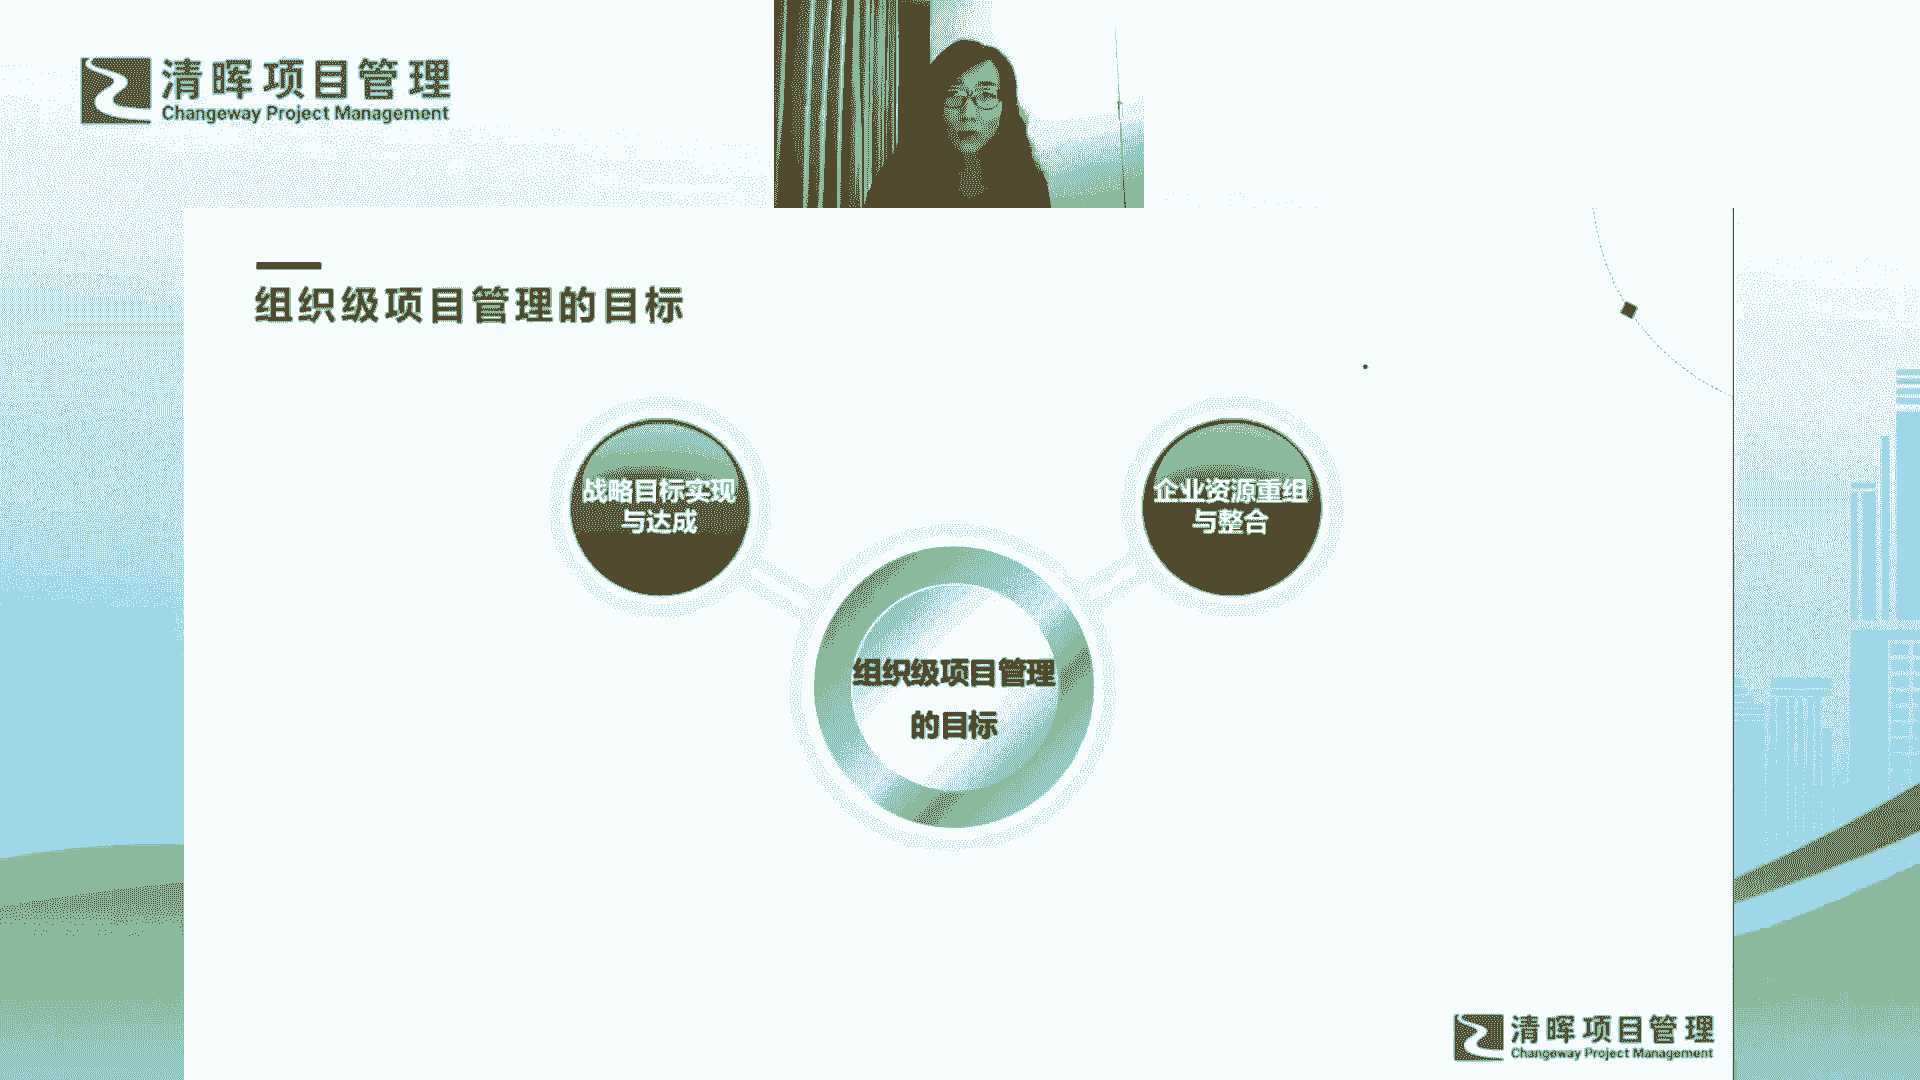 清晖项目管理
Changeway Project Management
组织级项目管理的目标
战略目标实现
与达成
企业资源重组
与整合
组织级项目管理
的目标
清晖项目管理
Changeway Project Management